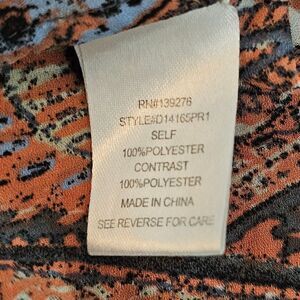 RN#139276
STYLE#D14165PR1
SELF
100%POLYESTER
CONTRAST
100%POLYESTER
MADE IN CHINA
SEE REVERSE FOR CARE